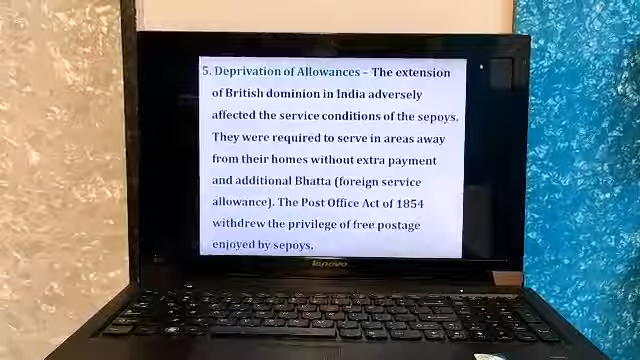 5. Deprivation of Allowances – The extension
of British dominion in India adversely
affected the service conditions of the sepoys.
They were required to serve in areas away
from their homes without extra payment
and additional Bhatta (foreign service
allowance). The Post Office Act of 1854
withdrew the privilege of free postage
enjoyed by sepoys.
lenovo